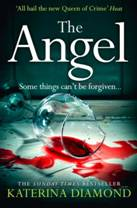 'All hail the new Queen of Crime' Heat
The
Angel
Some things can't be forgiven...
THE SUNDAY TIMES BESTSELLER
KATERINA DIAMOND